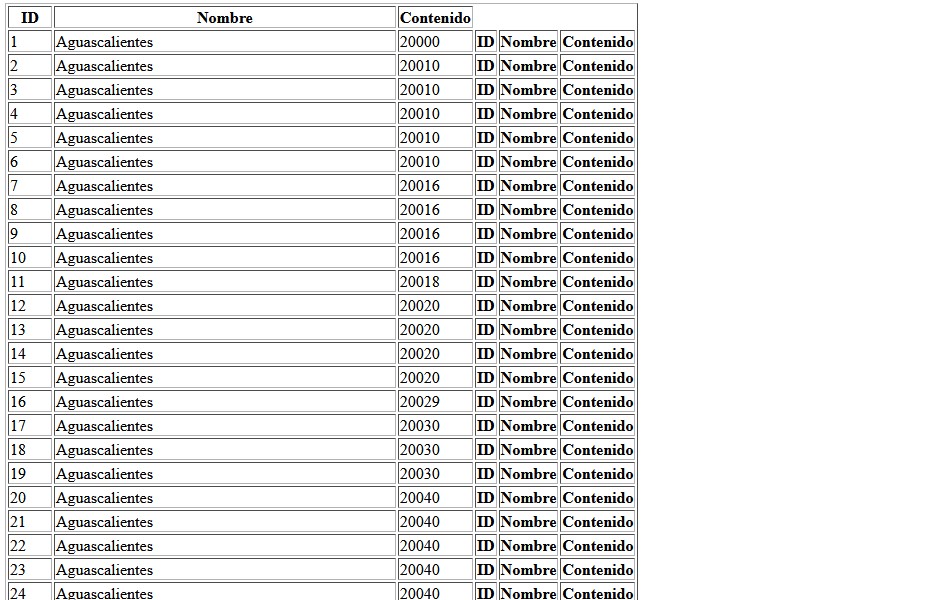 ID Nombre Contenido
1 Aguascalientes 20000 ID Nombre Contenido
2 Aguascalientes 20010 ID Nombre Contenido
3 Aguascalientes 20010 ID Nombre Contenido
4 Aguascalientes 20010 ID Nombre Contenido
5 Aguascalientes 20010 ID Nombre Contenido
6 Aguascalientes 20010 ID Nombre Contenido
7 Aguascalientes 20016 ID Nombre Contenido
8 Aguascalientes 20016 ID Nombre Contenido
9 Aguascalientes 20016 ID Nombre Contenido
10 Aguascalientes 20016 ID Nombre Contenido
11 Aguascalientes 20018 ID Nombre Contenido
12 Aguascalientes 20020 ID Nombre Contenido
13 Aguascalientes 20020 ID Nombre Contenido
14 Aguascalientes 20020 ID Nombre Contenido
15 Aguascalientes 20020 ID Nombre Contenido
16 Aguascalientes 20029 ID Nombre Contenido
17 Aguascalientes 20030 ID Nombre Contenido
18 Aguascalientes 20030 ID Nombre Contenido
19 Aguascalientes 20030 ID Nombre Contenido
20 Aguascalientes 20040 ID Nombre Contenido
21 Aguascalientes 20040 ID Nombre Contenido
22 Aguascalientes 20040 ID Nombre Contenido
23 Aguascalientes 20040 ID Nombre Contenido
24 Aguascalientes 20040 ID Nombre Contenido